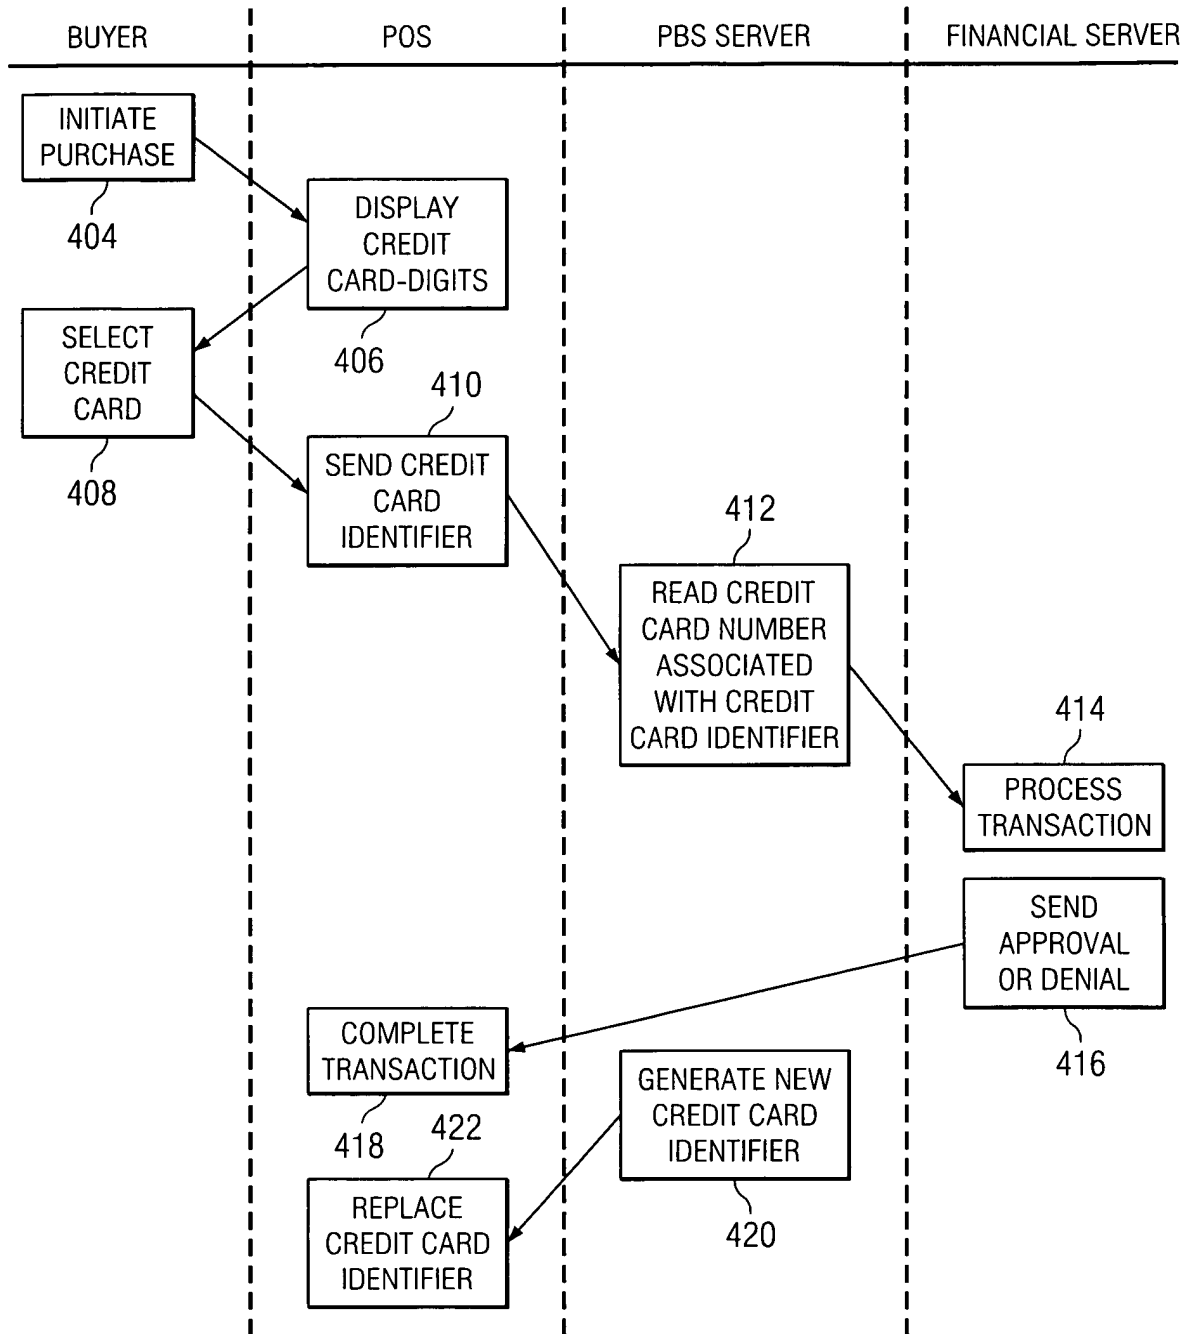 BUYER
POS
PBS SERVER
FINANCIAL SERVER
INITIATE
PURCHASE
404
DISPLAY
CREDIT
CARD-DIGITS
406
SELECT
CREDIT
CARD
408
410
SEND CREDIT
CARD
IDENTIFIER
412
READ CREDIT
CARD NUMBER
ASSOCIATED
WITH CREDIT
CARD IDENTIFIER
414
PROCESS
TRANSACTION
SEND
APPROVAL
OR DENIAL
416
COMPLETE
TRANSACTION
418
GENERATE NEW
CREDIT CARD
IDENTIFIER
420
422
REPLACE
CREDIT CARD
IDENTIFIER